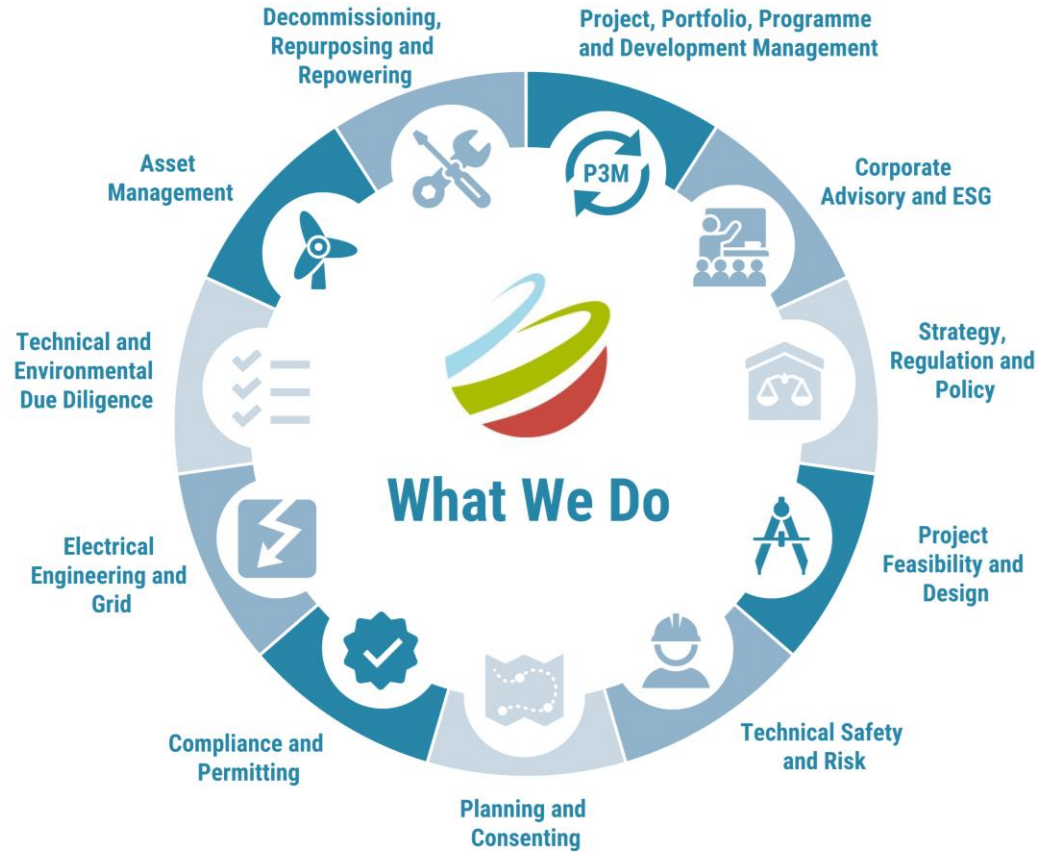 Decommissioning,
Repurposing and
Repowering
Project, Portfolio, Programme
and Development Management
Asset
Management
P3M
Corporate
Advisory and ESG
Technical and
Environmental
Due Diligence
Strategy,
Regulation and
Policy
What We Do
Electrical
Engineering and
Grid
Project
Feasibility and
Design
Compliance and
Permitting
Technical Safety
and Risk
Planning and
Consenting